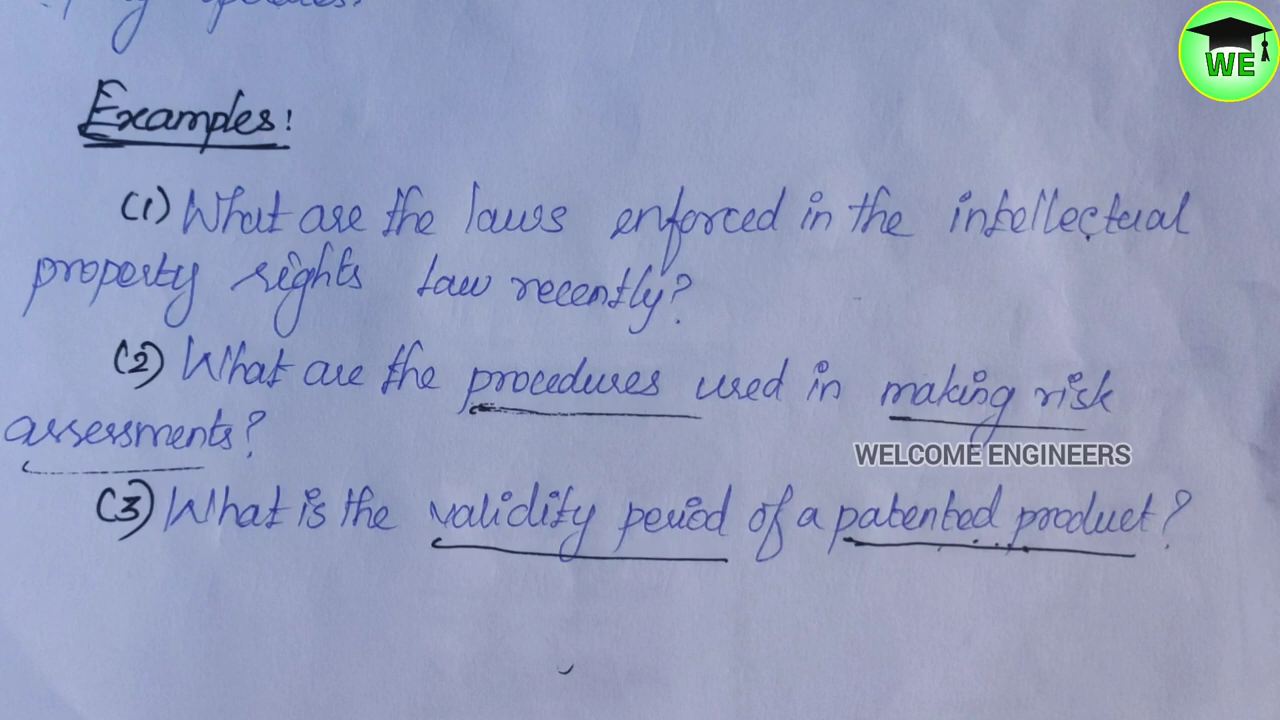 WE
Examples:
(1) What are the laws enforced in the intellectual
property rights law recently?
(2) What are the procedures used in making risk
assessments?
WELCOME ENGINEERS
(3) What is the validity period of a patented product?